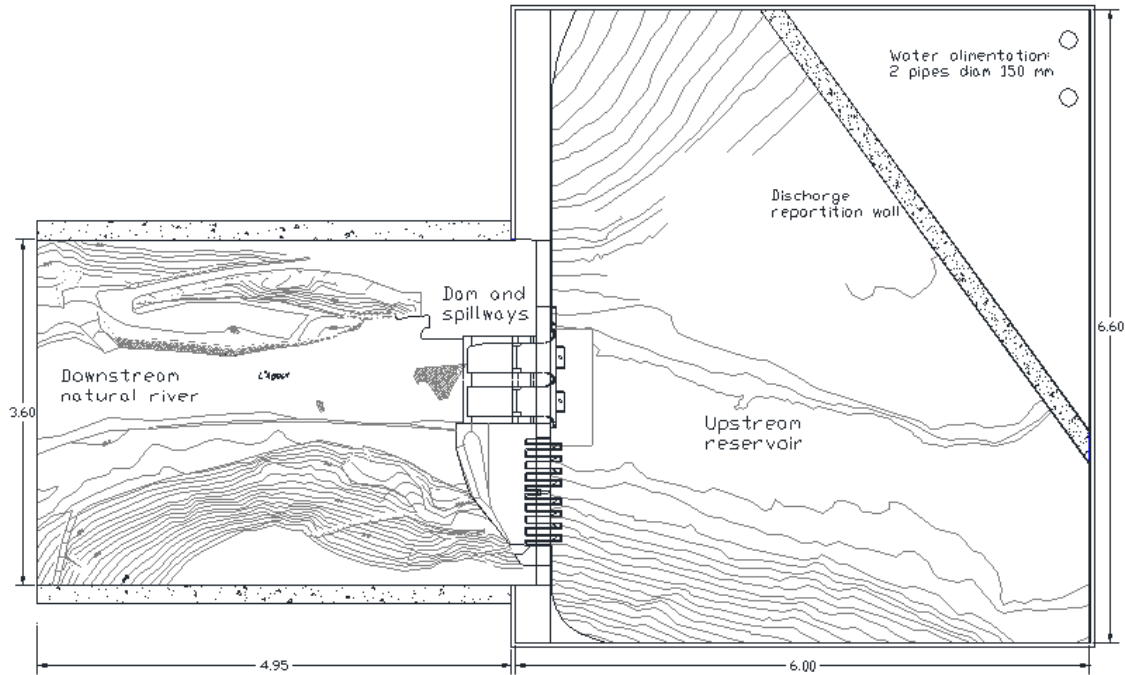 Water alimentation:
2 pipes diam 150 mm
Discharge
repartition wall
Dam and
spillways
Downstream
natural river
L'Agout
Upstream
reservoir
3.60
6.60
4.95
6.00